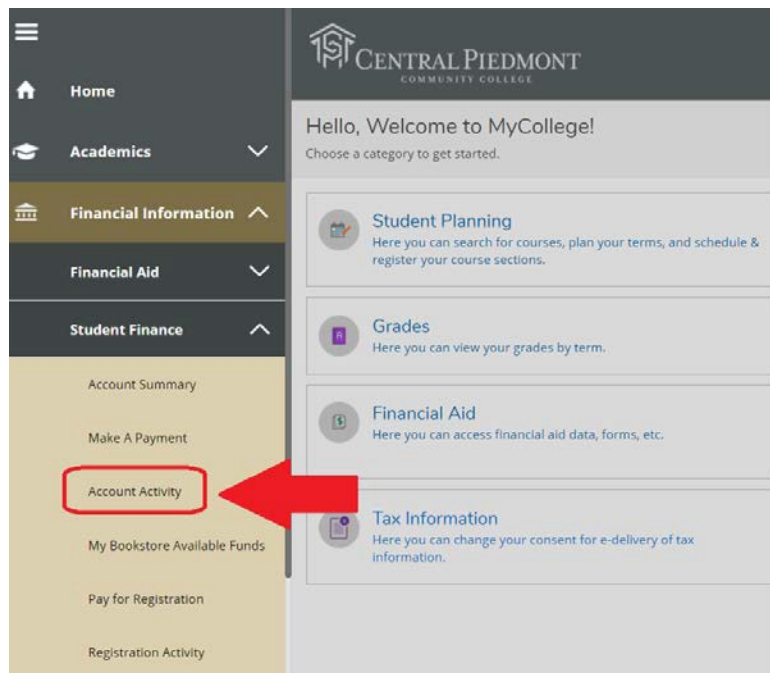 Home
Academics
Financial Information
Financial Aid
Student Finance
Account Summary
Make A Payment
Account Activity
My Bookstore Available Funds
Pay for Registration
Registration Activity
CENTRAL PIEDMONT
COMMUNITY COLLEGE
Hello, Welcome to MyCollege!
Choose a category to get started.
Student Planning
Here you can search for courses, plan your terms, and schedule &
register your course sections.
Grades
Here you can view your grades by term.
Financial Aid
Here you can access financial aid data, forms, etc.
Tax Information
Here you can change your consent for e-delivery of tax
information.